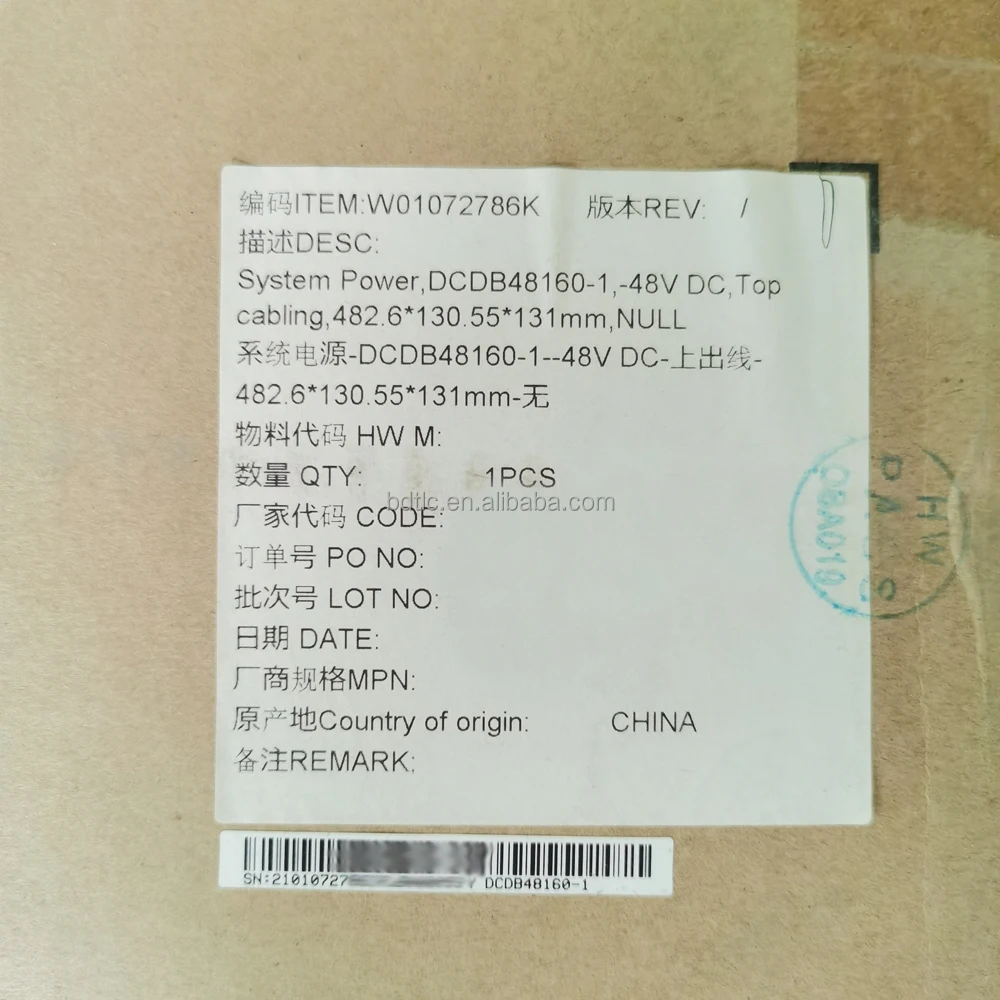 编码ITEM:W01072786K 版本REV: /
描述DESC:
System Power,DCDB48160-1,-48V DC,Top
cabling,482.6*130.55*131mm,NULL
系统电源-DCDB48160-1--48V DC-上出线-
482.6*130.55*131mm-无
物料代码 HW M:
数量 QTY: 1PCS
bdtlc.en.alibaba.com
厂家代码 CODE:
订单号 PO NO:
批次号 LOT NO:
日期 DATE:
厂商规格MPN:
原产地Country of origin: CHINA
备注REMARK:
HW
QBA019
SN:21010727 DCDB48160-1